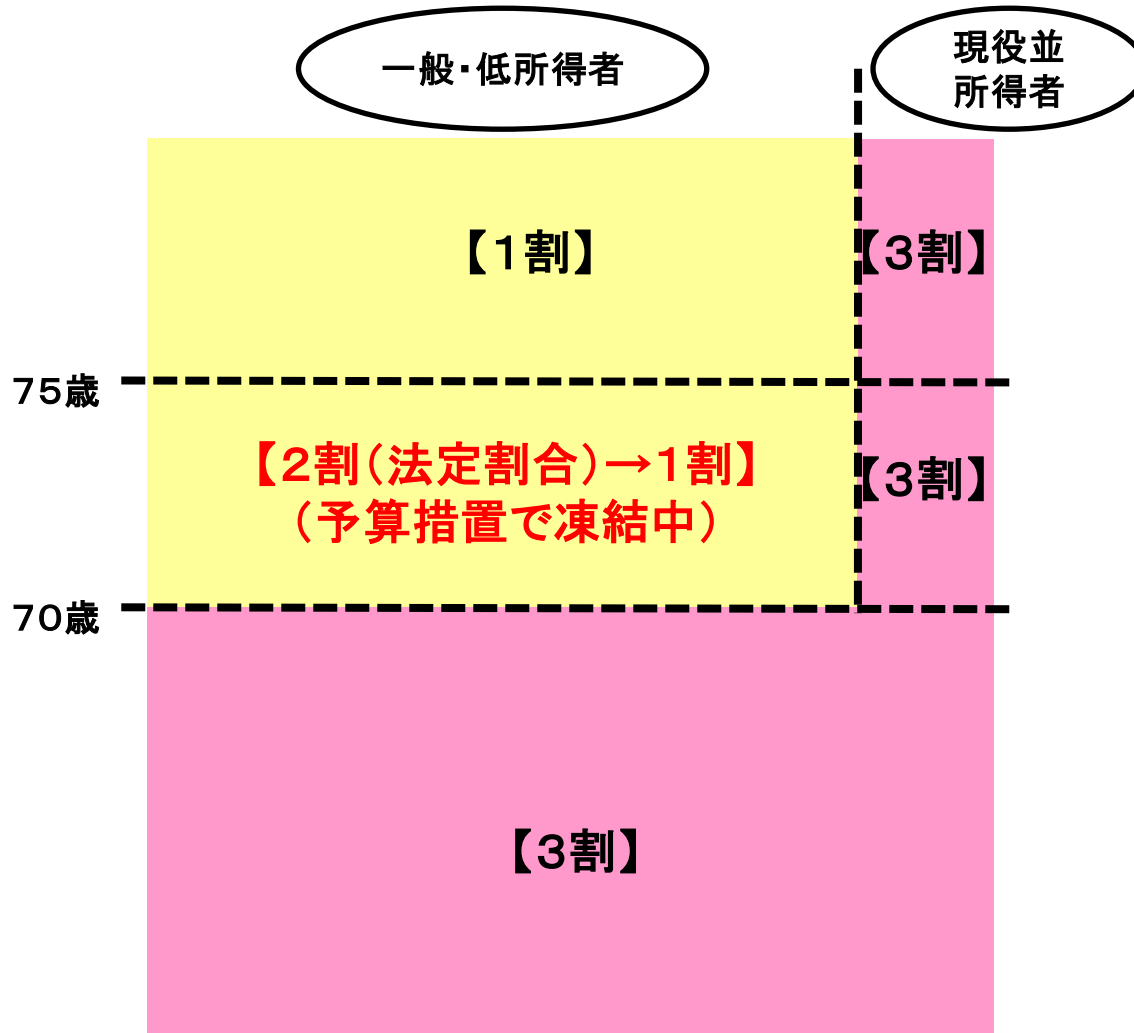 一般・低所得者
現役並
所得者
【1割】
【3割】
75歳
【2割(法定割合)→1割】
(予算措置で凍結中)
【3割】
70歳
【3割】